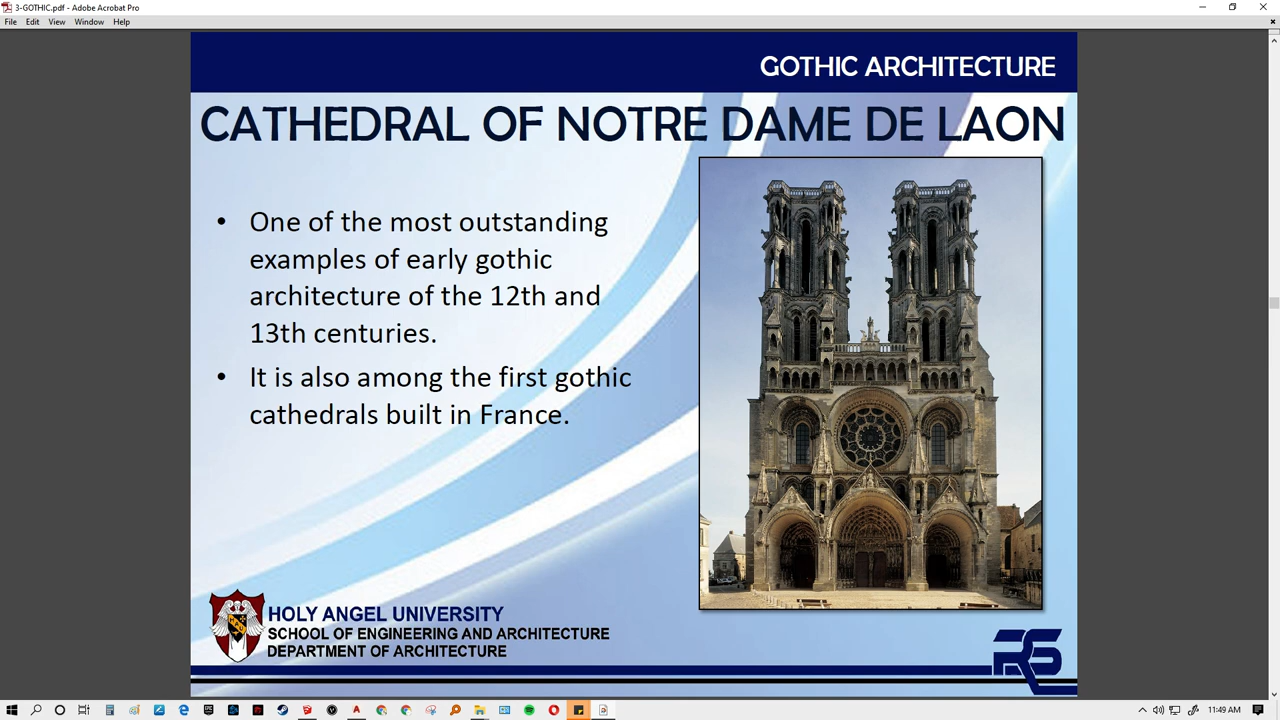 3-GOTHIC.pdf - Adobe Acrobat Pro
File Edit View Window Help
GOTHIC ARCHITECTURE
CATHEDRAL OF NOTRE DAME DE LAON
• One of the most outstanding
examples of early gothic
architecture of the 12th and
13th centuries.
• It is also among the first gothic
cathedrals built in France.
HOLY ANGEL UNIVERSITY
SCHOOL OF ENGINEERING AND ARCHITECTURE
DEPARTMENT OF ARCHITECTURE
RS
11:49 AM